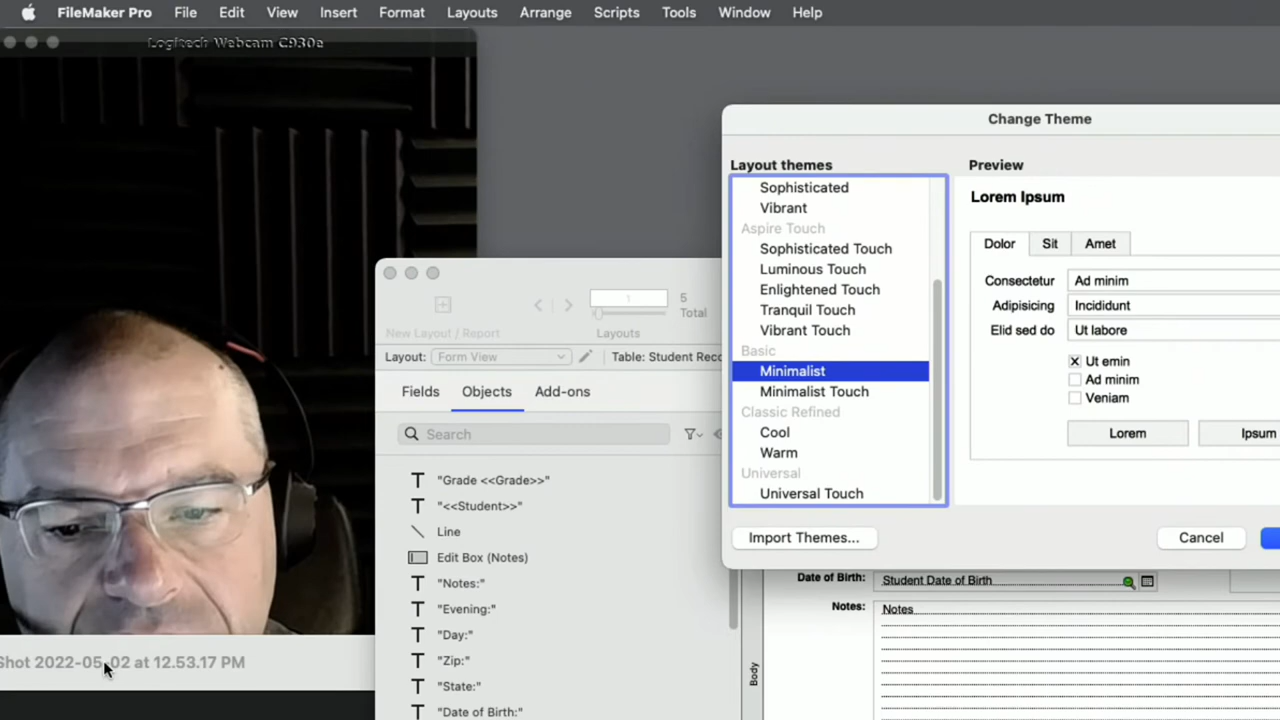 FileMaker Pro File Edit View Insert Format Layouts Arrange Scripts Tools Window Help
Logitech Webcam C930e
Change Theme
Layout themes
Sophisticated
Vibrant
Aspire Touch
Sophisticated Touch
Luminous Touch
Enlightened Touch
Tranquil Touch
Vibrant Touch
Basic
Minimalist
Minimalist Touch
Classic Refined
Cool
Warm
Universal
Universal Touch
Import Themes...
Preview
Lorem Ipsum
Dolor Sit Amet
Consectetur Ad minim
Adipisicing Incididunt
Elid sed do Ut labore
Ut emin
Ad minim
Veniam
Lorem Ipsum
Cancel
1
5
Total
New Layout / Report
Layouts
Layout: Form View Table: Student Reco
Fields Objects Add-ons
Search
"Grade <<Grade>>"
"<<Student>>"
Line
Edit Box (Notes)
"Notes:"
"Evening:"
"Day:"
"Zip:"
"State:"
"Date of Birth:"
Date of Birth: Student Date of Birth
Notes: Notes
Body
Shot 2022-05-02 at 12.53.17 PM